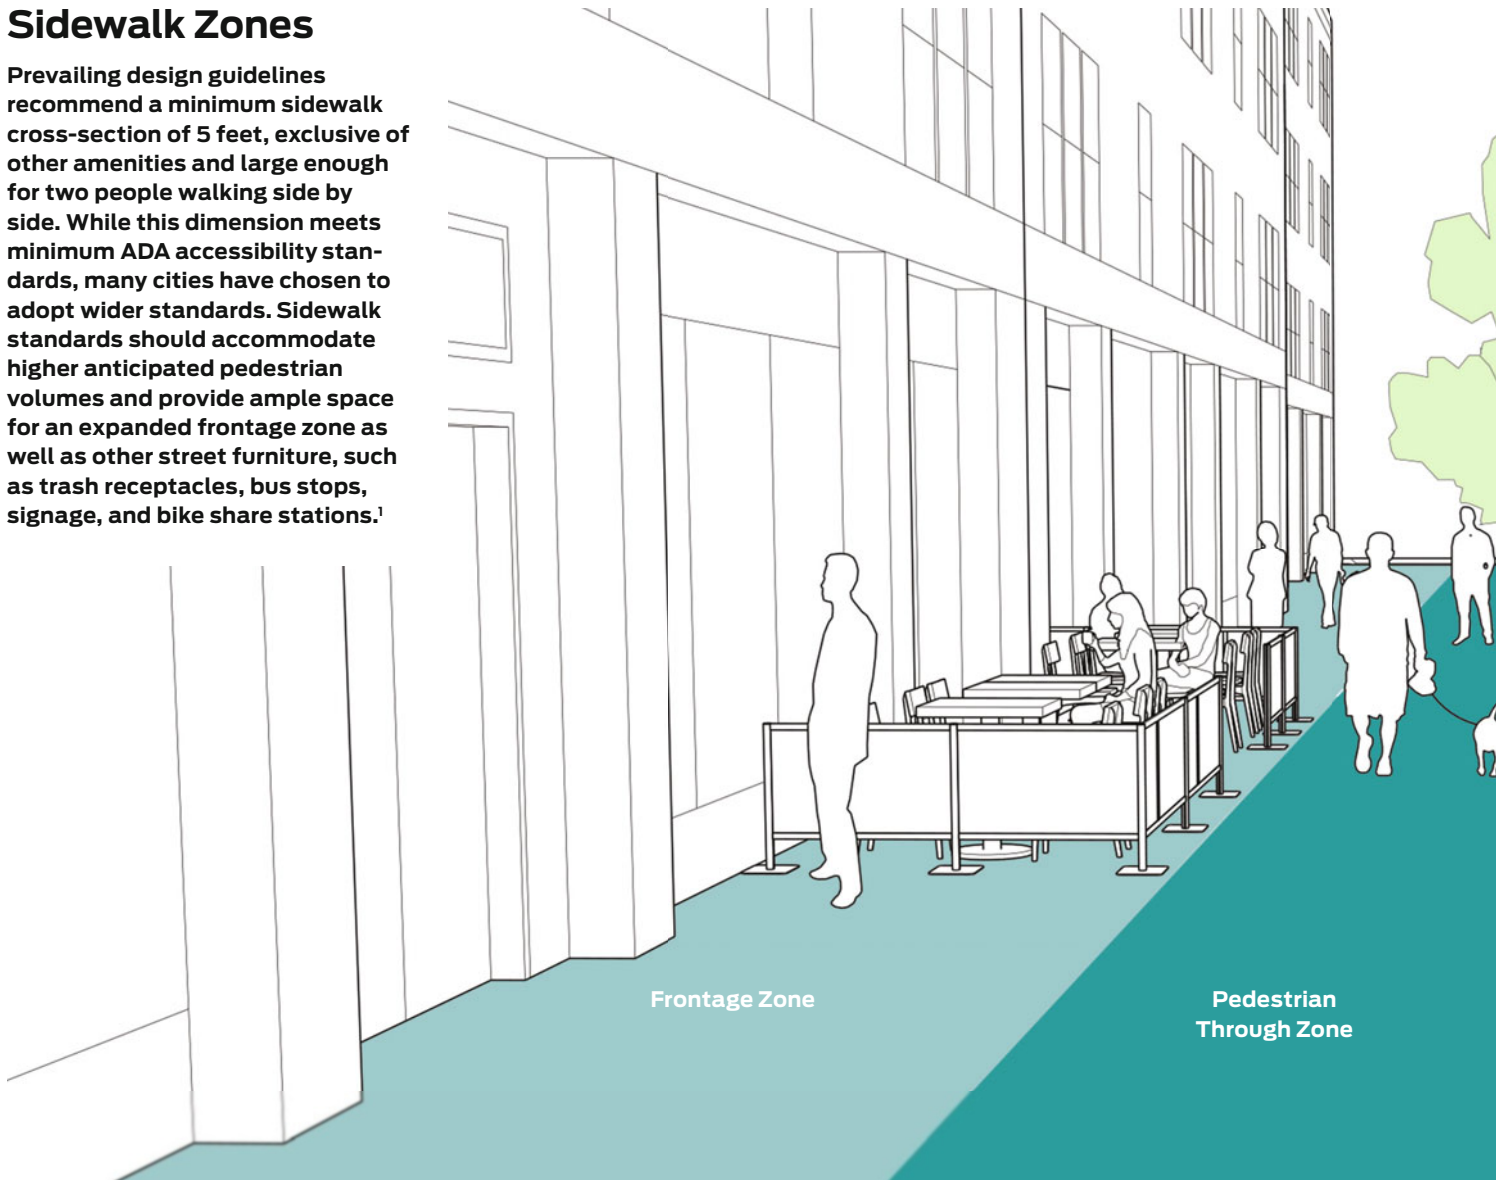 Sidewalk Zones
Prevailing design guidelines
recommend a minimum sidewalk
cross-section of 5 feet, exclusive of
other amenities and large enough
for two people walking side by
side. While this dimension meets
minimum ADA accessibility stan-
dards, many cities have chosen to
adopt wider standards. Sidewalk
standards should accommodate
higher anticipated pedestrian
volumes and provide ample space
for an expanded frontage zone as
well as other street furniture, such
as trash receptacles, bus stops,
signage, and bike share stations.¹
Frontage Zone
Pedestrian
Through Zone